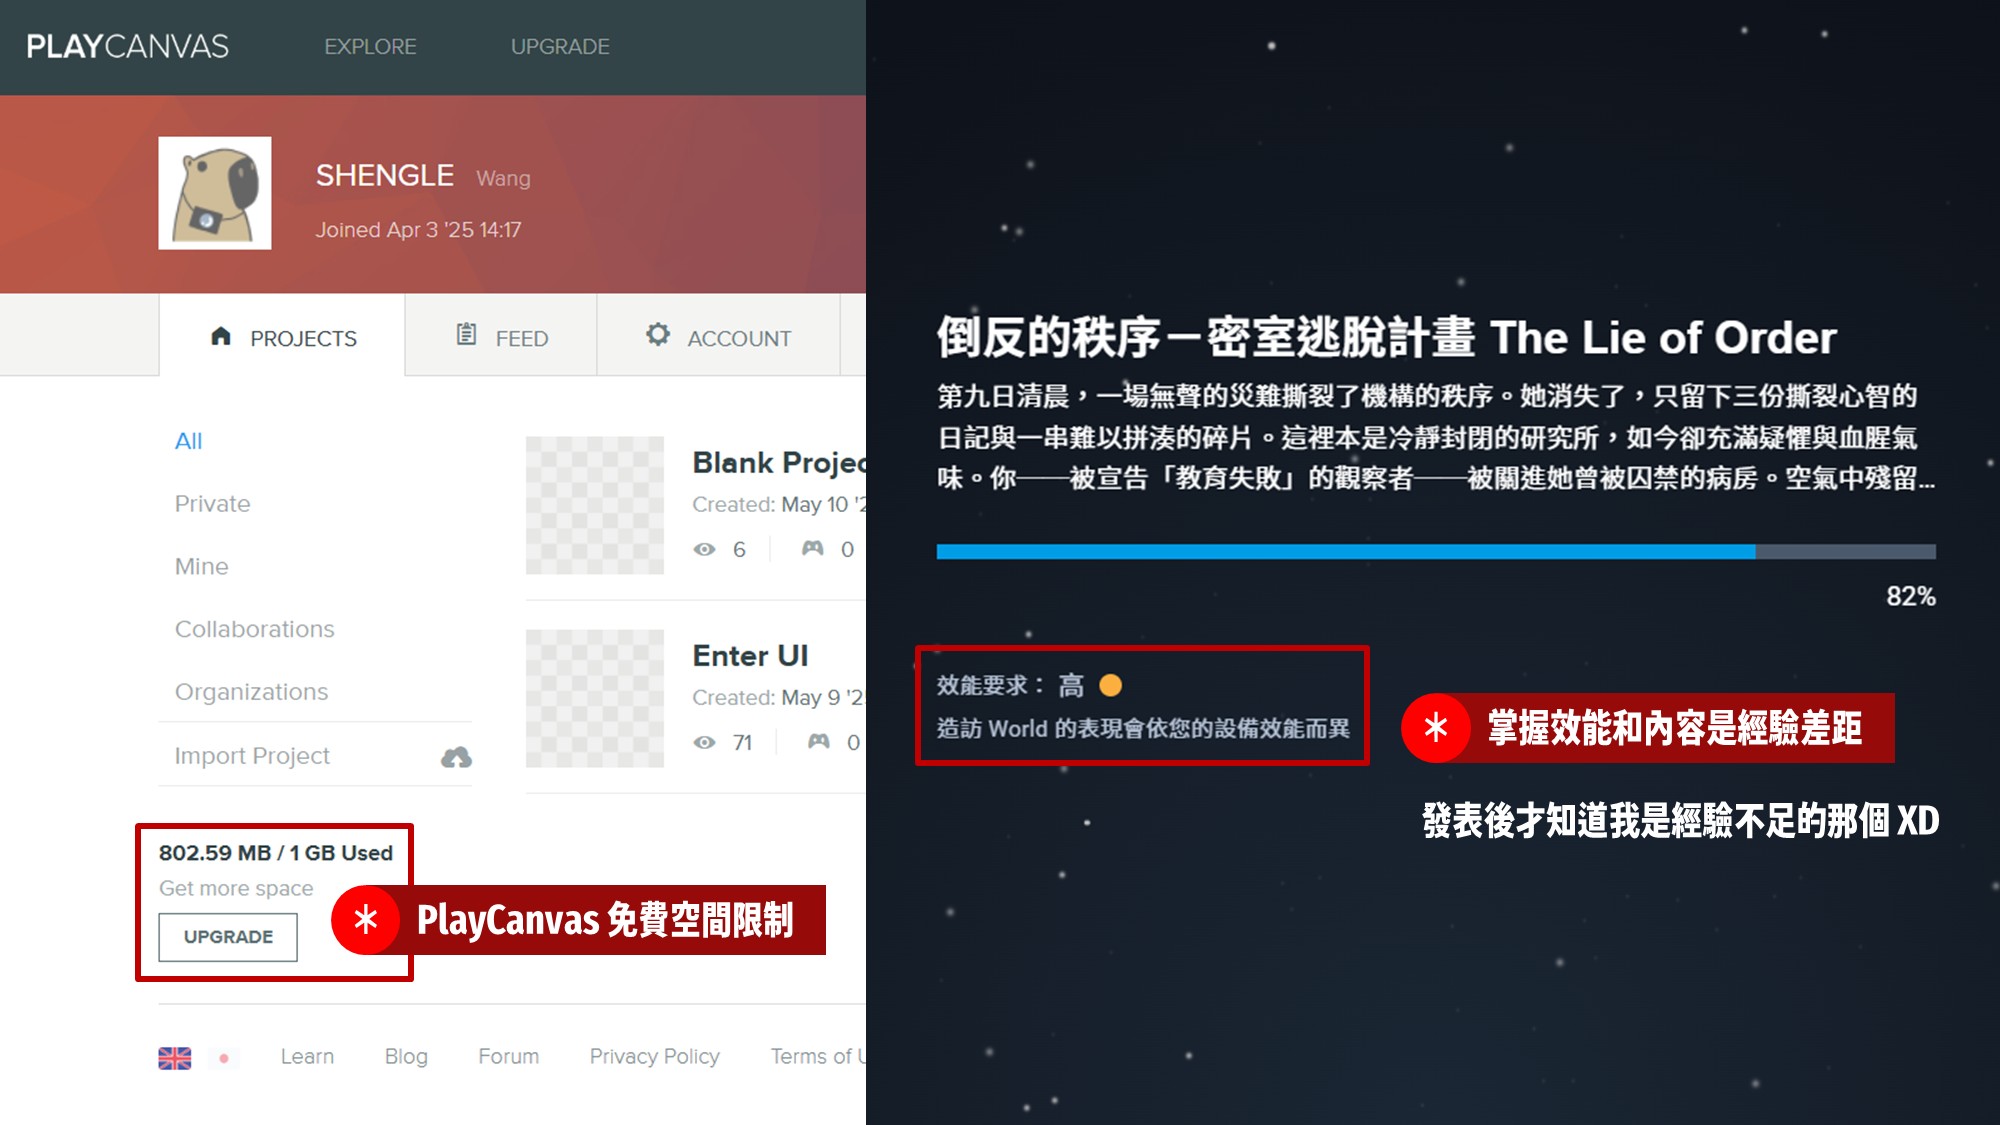 PLAYCANVAS
EXPLORE
UPGRADE
SHENGLE Wang
Joined Apr 3 '25 14:17
PROJECTS
FEED
ACCOUNT
All
Private
Mine
Collaborations
Organizations
Import Project
802.59 MB / 1 GB Used
Get more space
UPGRADE
* PlayCanvas 免費空間限制
Blank Projec
Created: May 10 '2
6
0
Enter UI
Created: May 9 '2
71
0
Learn
Blog
Forum
Privacy Policy
Terms of
倒反的秩序－密室逃脫計畫 The Lie of Order
第九日清晨，一場無聲的災難撕裂了機構的秩序。她消失了，只留下三份撕裂心智的
日記與一串難以拼湊的碎片。這裡本是冷靜封閉的研究所，如今卻充滿疑懼與血腥氣
味。你──被宣告「教育失敗」的觀察者──被關進她曾被囚禁的病房。空氣中殘留...
82%
效能要求： 高
造訪 World 的表現會依您的設備效能而異
* 掌握效能和內容是經驗差距
發表後才知道我是經驗不足的那個 XD